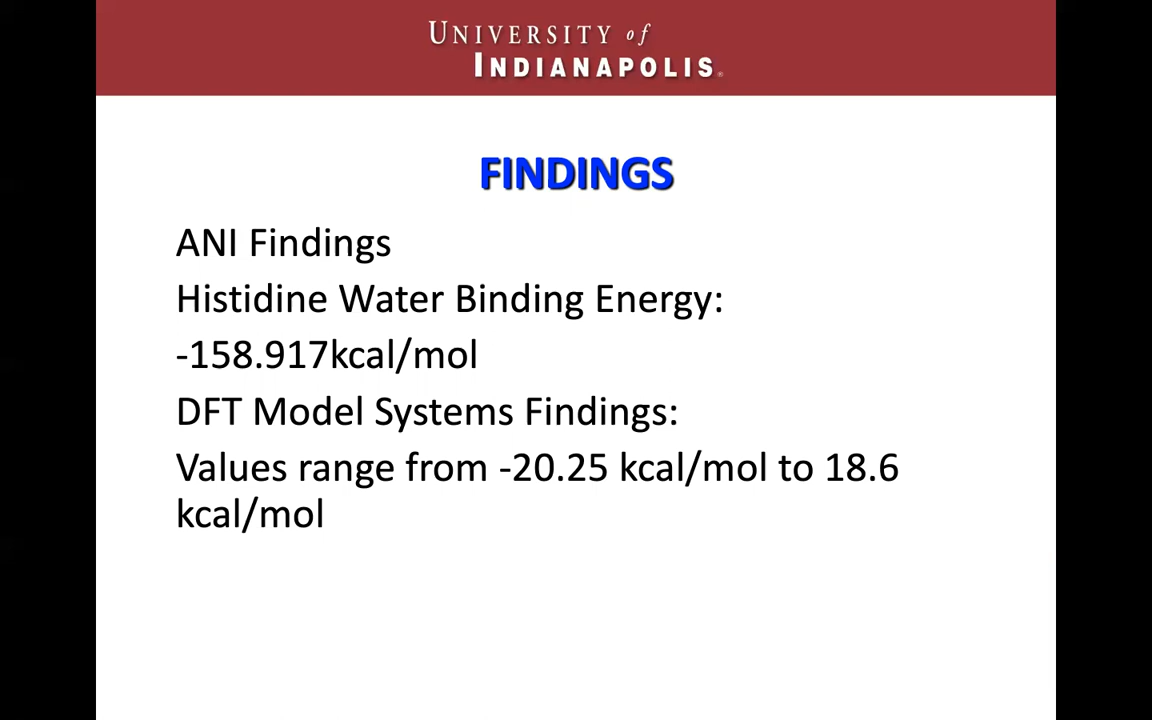 UNIVERSITY of
INDIANAPOLIS®
FINDINGS
ANI Findings
Histidine Water Binding Energy:
-158.917kcal/mol
DFT Model Systems Findings:
Values range from -20.25 kcal/mol to 18.6
kcal/mol